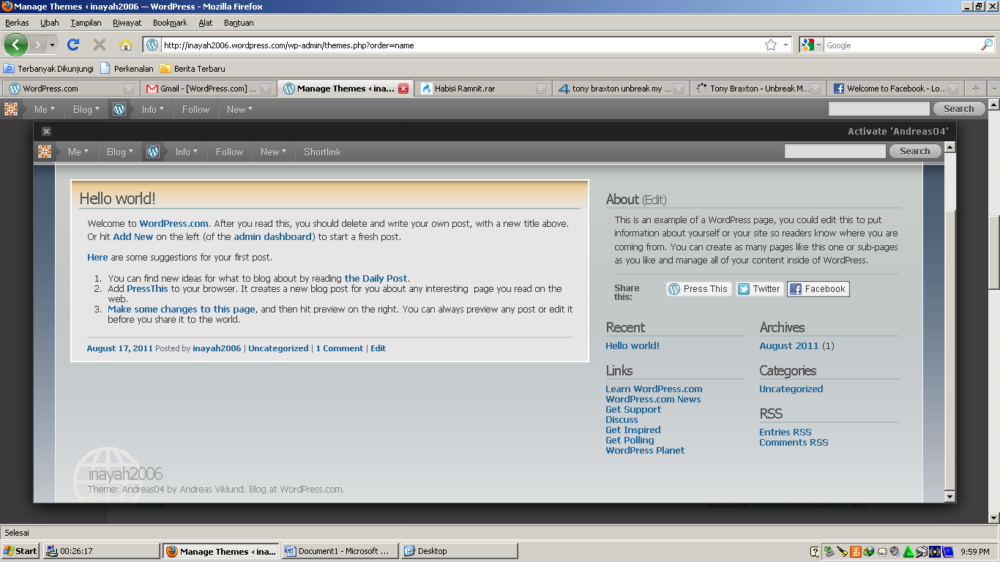 Manage Themes ‹ inayah2006 — WordPress - Mozilla Firefox
Berkas Ubah Tampilan Riwayat Bookmark Alat Bantuan
http://inayah2006.wordpress.com/wp-admin/themes.php?order=name
Google
Terbanyak Dikunjungi Perkenalan Berita Terbaru
WordPress.com
Gmail - [WordPress.com] ...
Manage Themes ‹ ina...
Habisi Ramnit.rar
tony braxton unbreak my ...
Tony Braxton - Unbreak M...
Welcome to Facebook - Lo...
Me Blog Info Follow New Search
Activate 'Andreas04'
Me Blog Info Follow New Shortlink Search
Hello world!
Welcome to WordPress.com. After you read this, you should delete and write your own post, with a new title above.
Or hit Add New on the left (of the admin dashboard) to start a fresh post.
Here are some suggestions for your first post.
1. You can find new ideas for what to blog about by reading the Daily Post.
2. Add PressThis to your browser. It creates a new blog post for you about any interesting page you read on the
web.
3. Make some changes to this page, and then hit preview on the right. You can always preview any post or edit it
before you share it to the world.
August 17, 2011 Posted by inayah2006 | Uncategorized | 1 Comment | Edit
About (Edit)
This is an example of a WordPress page, you could edit this to put
information about yourself or your site so readers know where you are
coming from. You can create as many pages like this one or sub-pages
as you like and manage all of your content inside of WordPress.
Share
this:
Press This Twitter Facebook
Recent
Hello world!
Links
Learn WordPress.com
WordPress.com News
Get Support
Discuss
Get Inspired
Get Polling
WordPress Planet
Archives
August 2011 (1)
Categories
Uncategorized
RSS
Entries RSS
Comments RSS
inayah2006
Theme: Andreas04 by Andreas Viklund. Blog at WordPress.com.
Selesai
Start
00:26:17
Manage Themes ‹ ina...
Document1 - Microsoft ...
Desktop
9:59 PM